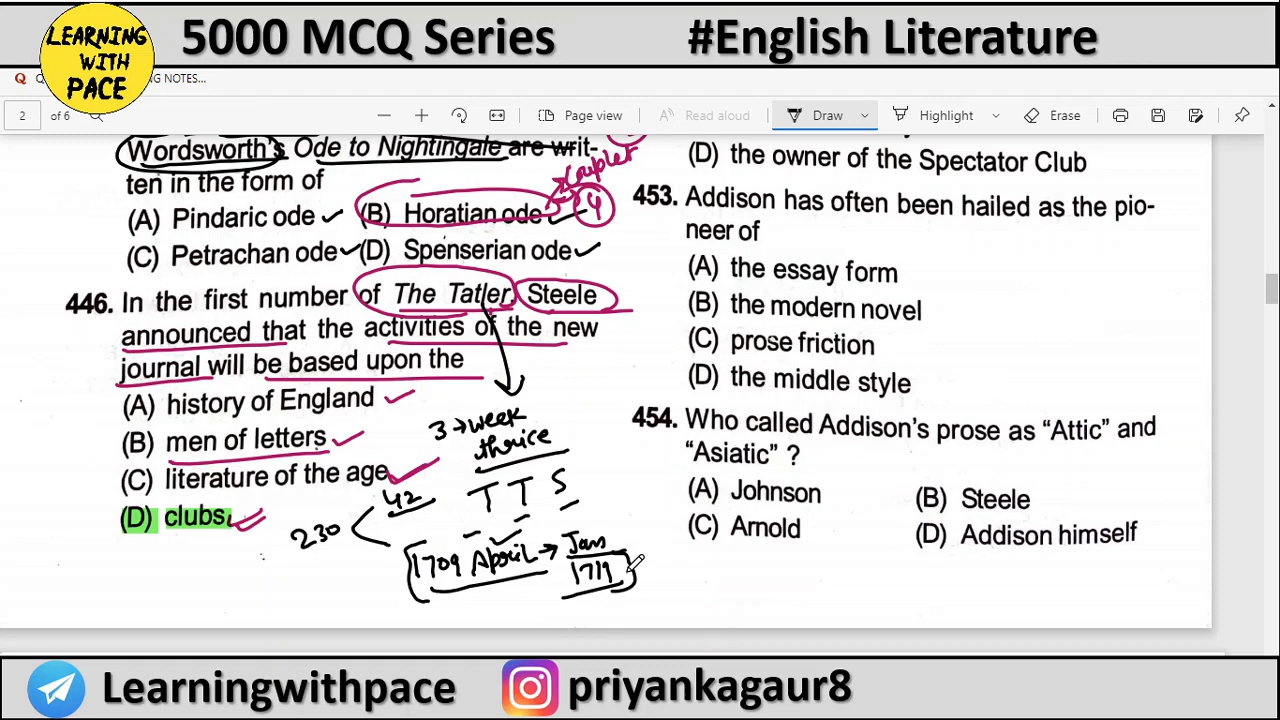 LEARNING
WITH
PACE
5000 MCQ Series
#English Literature
Q
NG NOTES...
2 of 6
Page view
Read aloud
Draw
Highlight
Erase
Wordsworth's Ode to Nightingale are writ-
ten in the form of
(A) Pindaric ode
(B) Horatian ode
couplet
4
(C) Petrachan ode
(D) Spenserian ode
446. In the first number of The Tatler, Steele
announced that the activities of the new
journal will be based upon the
(A) history of England
(B) men of letters
(C) literature of the age
(D) clubs.
3 → week
thrice
T T S
42
230
1709 April → Jan
1711
(D) the owner of the Spectator Club
453. Addison has often been hailed as the pio-
neer of
(A) the essay form
(B) the modern novel
(C) prose friction
(D) the middle style
454. Who called Addison's prose as “Attic” and
“Asiatic” ?
(A) Johnson
(B) Steele
(C) Arnold
(D) Addison himself
Learningwithpace
priyankagaur8